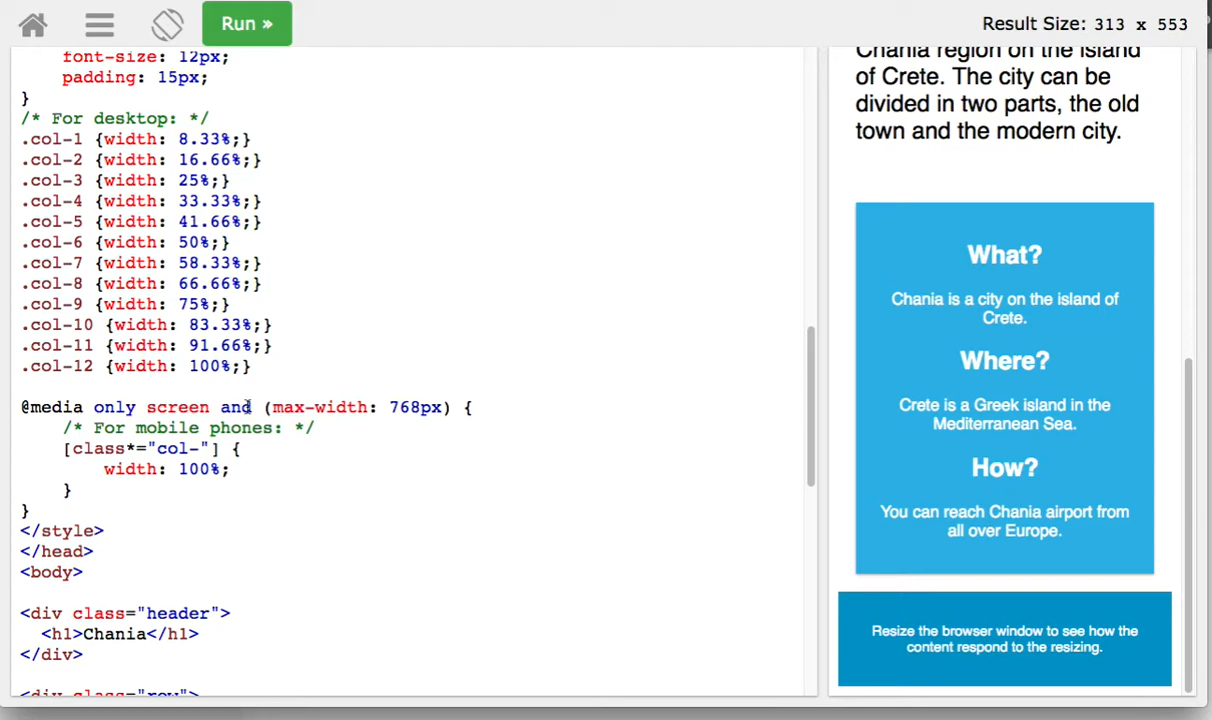 Run »
Result Size: 313 x 553
font-size: 12px;
padding: 15px;
}
/* For desktop: */
.col-1 {width: 8.33%;}
.col-2 {width: 16.66%;}
.col-3 {width: 25%;}
.col-4 {width: 33.33%;}
.col-5 {width: 41.66%;}
.col-6 {width: 50%;}
.col-7 {width: 58.33%;}
.col-8 {width: 66.66%;}
.col-9 {width: 75%;}
.col-10 {width: 83.33%;}
.col-11 {width: 91.66%;}
.col-12 {width: 100%;}
@media only screen and (max-width: 768px) {
/* For mobile phones: */
[class*="col-"] {
width: 100%;
}
}
</style>
</head>
<body>
<div class="header">
<h1>Chania</h1>
</div>
<div class="row">
Chania region on the island
of Crete. The city can be
divided in two parts, the old
town and the modern city.
What?
Chania is a city on the island of
Crete.
Where?
Crete is a Greek island in the
Mediterranean Sea.
How?
You can reach Chania airport from
all over Europe.
Resize the browser window to see how the
content respond to the resizing.